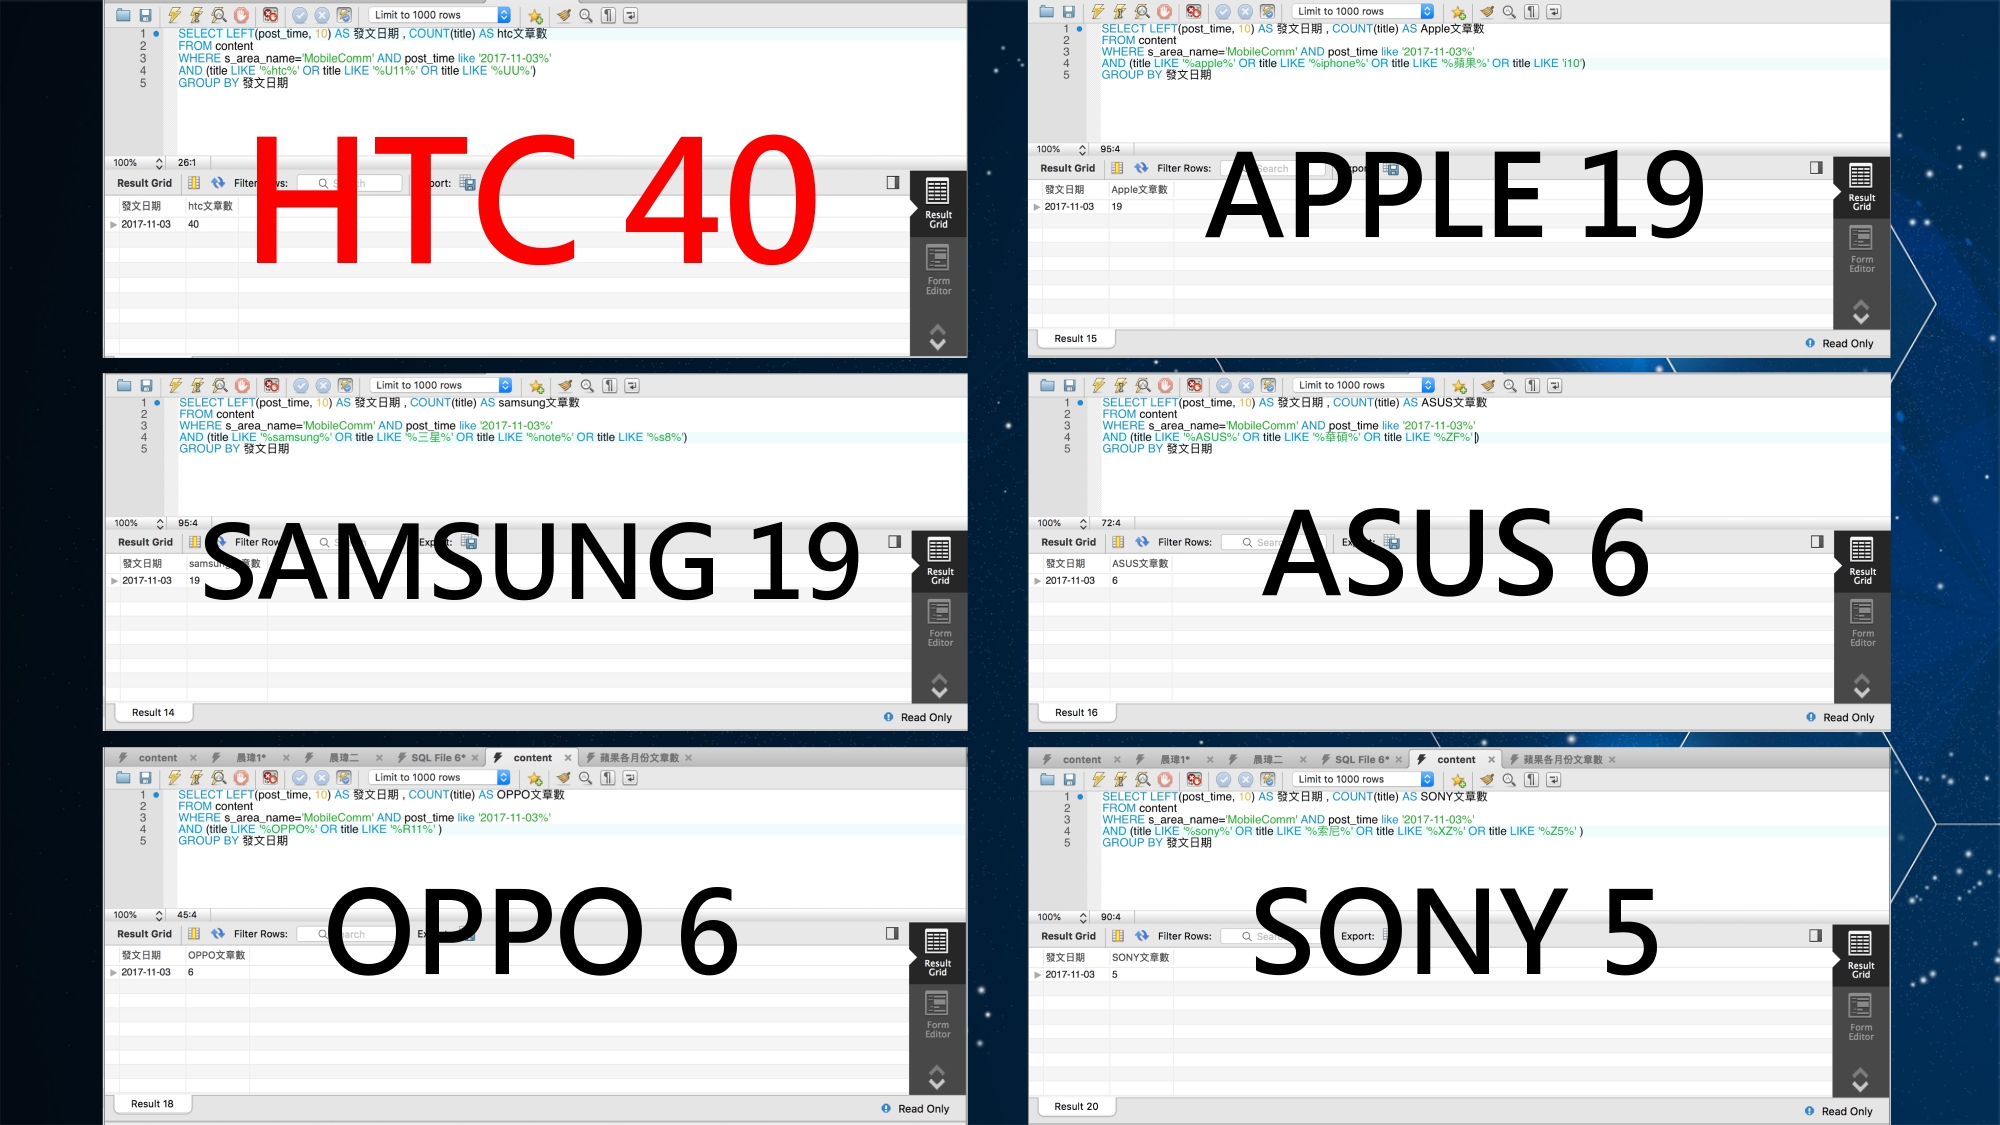 Limit to 1000 rows
1 SELECT LEFT(post_time, 10) AS 發文日期 , COUNT(title) AS htc文章數
2 FROM content
3 WHERE s_area_name='MobileComm' AND post_time like '2017-11-03%'
4 AND (title LIKE '%htc%' OR title LIKE '%U11%' OR title LIKE '%UU%')
5 GROUP BY 發文日期
HTC 40
100% 26:1
Result Grid Filter Rows: Search
發文日期 htc文章數
2017-11-03 40
Result Grid
Form Editor
Limit to 1000 rows
1 SELECT LEFT(post_time, 10) AS 發文日期 , COUNT(title) AS Apple文章數
2 FROM content
3 WHERE s_area_name='MobileComm' AND post_time like '2017-11-03%'
4 AND (title LIKE '%apple%' OR title LIKE '%iphone%' OR title LIKE '%蘋果%' OR title LIKE 'i10')
5 GROUP BY 發文日期
APPLE 19
100% 95:4
Result Grid Filter Rows: Search Export:
發文日期 Apple文章數
2017-11-03 19
Result Grid
Form Editor
Result 15
Read Only
Limit to 1000 rows
1 SELECT LEFT(post_time, 10) AS 發文日期 , COUNT(title) AS samsung文章數
2 FROM content
3 WHERE s_area_name='MobileComm' AND post_time like '2017-11-03%'
4 AND (title LIKE '%samsung%' OR title LIKE '%三星%' OR title LIKE '%note%' OR title LIKE '%s8%')
5 GROUP BY 發文日期
SAMSUNG 19
100% 95:4
Result Grid Filter Rows: Export:
發文日期 samsung文章數
2017-11-03 19
Result Grid
Form Editor
Result 14
Read Only
Limit to 1000 rows
1 SELECT LEFT(post_time, 10) AS 發文日期 , COUNT(title) AS ASUS文章數
2 FROM content
3 WHERE s_area_name='MobileComm' AND post_time like '2017-11-03%'
4 AND (title LIKE '%ASUS%' OR title LIKE '%華碩%' OR title LIKE '%ZF%')
5 GROUP BY 發文日期
ASUS 6
100% 72:4
Result Grid Filter Rows: Search Export:
發文日期 ASUS文章數
2017-11-03 6
Result Grid
Form Editor
Result 16
Read Only
content 晨瑋1* 晨瑋二 SQL File 6* content 蘋果各月份文章數
Limit to 1000 rows
1 SELECT LEFT(post_time, 10) AS 發文日期 , COUNT(title) AS OPPO文章數
2 FROM content
3 WHERE s_area_name='MobileComm' AND post_time like '2017-11-03%'
4 AND (title LIKE '%OPPO%' OR title LIKE '%R11%' )
5 GROUP BY 發文日期
OPPO 6
100% 45:4
Result Grid Filter Rows: Search
發文日期 OPPO文章數
2017-11-03 6
Result Grid
Form Editor
Result 18
Read Only
content 晨瑋1* 晨瑋二 SQL File 6* content 蘋果各月份文章數
Limit to 1000 rows
1 SELECT LEFT(post_time, 10) AS 發文日期 , COUNT(title) AS SONY文章數
2 FROM content
3 WHERE s_area_name='MobileComm' AND post_time like '2017-11-03%'
4 AND (title LIKE '%sony%' OR title LIKE '%索尼%' OR title LIKE '%XZ%' OR title LIKE '%Z5%' )
5 GROUP BY 發文日期
SONY 5
100% 90:4
Result Grid Filter Rows: Search Export:
發文日期 SONY文章數
2017-11-03 5
Result Grid
Form Editor
Result 20
Read Only